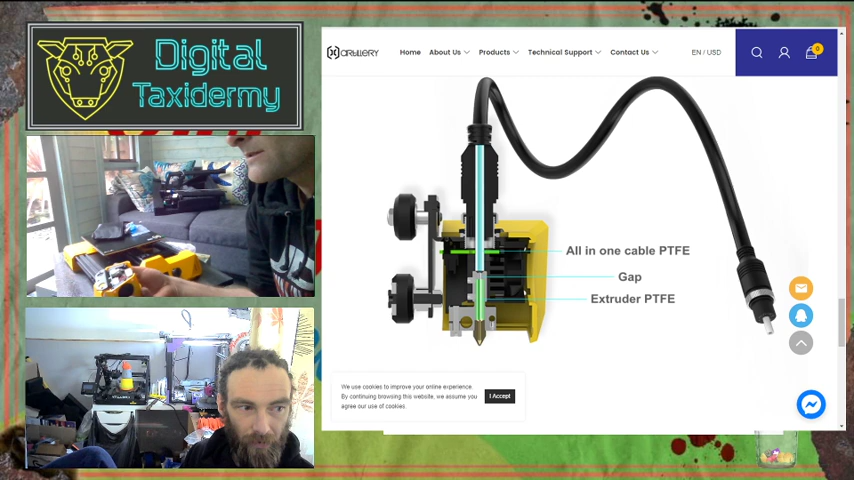 Digital
Taxidermy
ARTILLERY
Home About Us Products Technical Support Contact Us EN / USD
0
All in one cable PTFE
Gap
Extruder PTFE
We use cookies to improve your online experience.
By continuing browsing this website, we assume you
agree our use of cookies.
I Accept